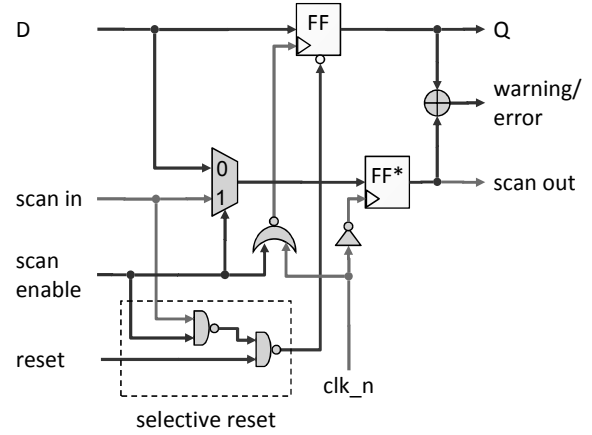 D
FF
Q
warning/
error
0
1
FF*
scan in
scan out
scan
enable
reset
clk_n
selective reset